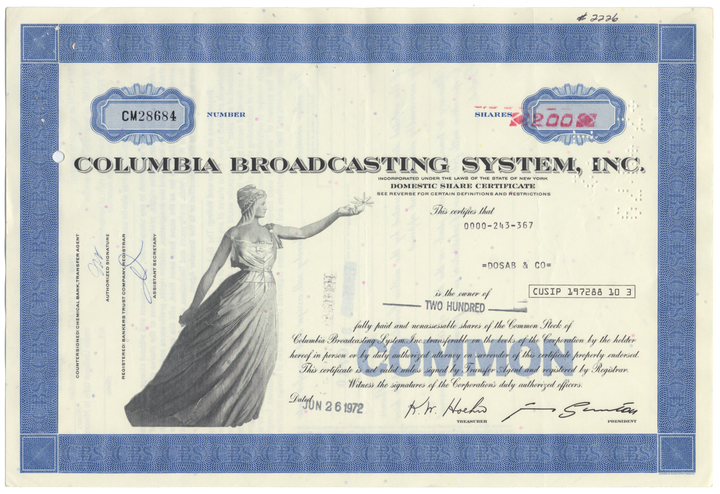 # 2226
CM28684
NUMBER
SHARES
200
COLUMBIA BROADCASTING SYSTEM, INC.
INCORPORATED UNDER THE LAWS OF THE STATE OF NEW YORK
DOMESTIC SHARE CERTIFICATE
SEE REVERSE FOR CERTAIN DEFINITIONS AND RESTRICTIONS
This certifies that
0000-243-367
=DOSAB & CO=
is the owner of
CUSIP 197288 10 3
TWO HUNDRED
COMMON
fully paid and nonassessable shares of the Common Stock of
Columbia Broadcasting System, Inc. transferable on the books of the Corporation by the holder
hereof in person or by duly authorized attorney on surrender of this certificate properly endorsed.
This certificate is not valid unless signed by Transfer Agent and registered by Registrar.
Witness the signatures of the Corporation's duly authorized officers.
Dated
JUN 26 1972
TREASURER
PRESIDENT
COUNTERSIGNED: CHEMICAL BANK, TRANSFER AGENT
AUTHORIZED SIGNATURE
REGISTERED: BANKERS TRUST COMPANY, REGISTRAR
ASSISTANT SECRETARY